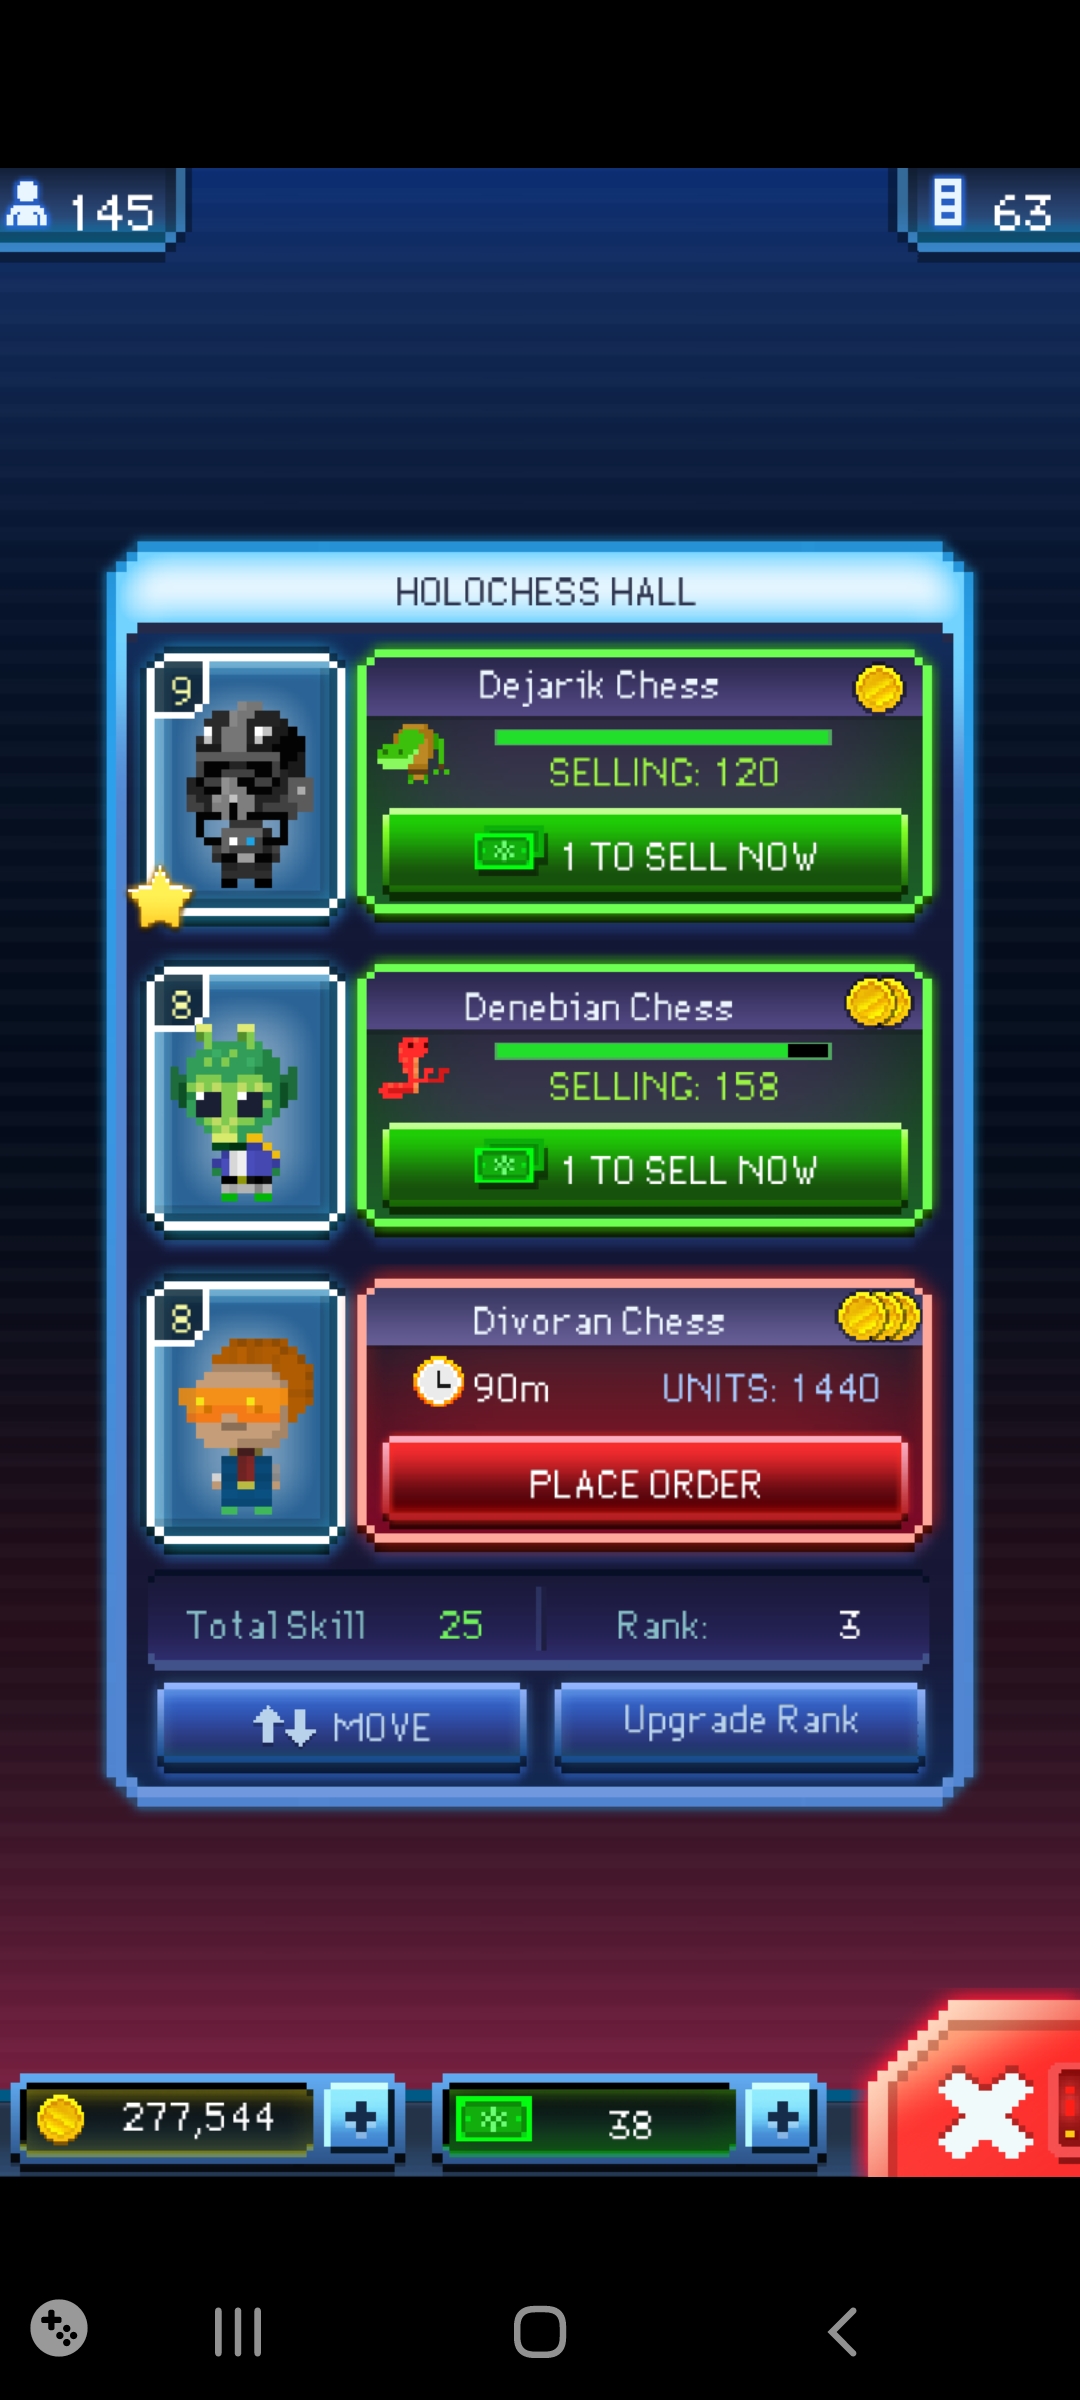 145
63
HOLOCHESS HALL
9
Dejarik Chess
SELLING: 120
1 TO SELL NOW
8
Denebian Chess
SELLING: 158
1 TO SELL NOW
8
Divoran Chess
90m UNITS: 1440
PLACE ORDER
Total Skill 25 Rank: 3
MOVE Upgrade Rank
277,544 38